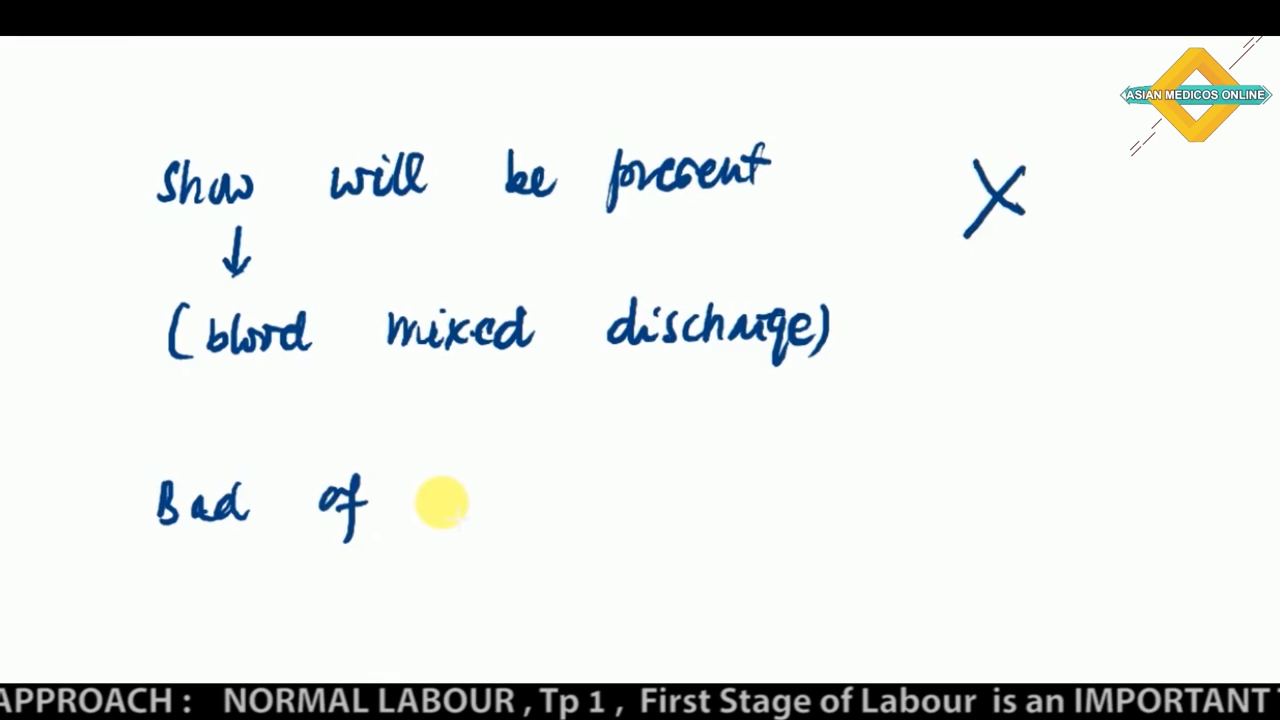 ASIAN MEDICOS ONLINE
Show will be present X
↓
(blood mixed discharge)
Bad of
APPROACH : NORMAL LABOUR , Tp 1 , First Stage of Labour is an IMPORTANT